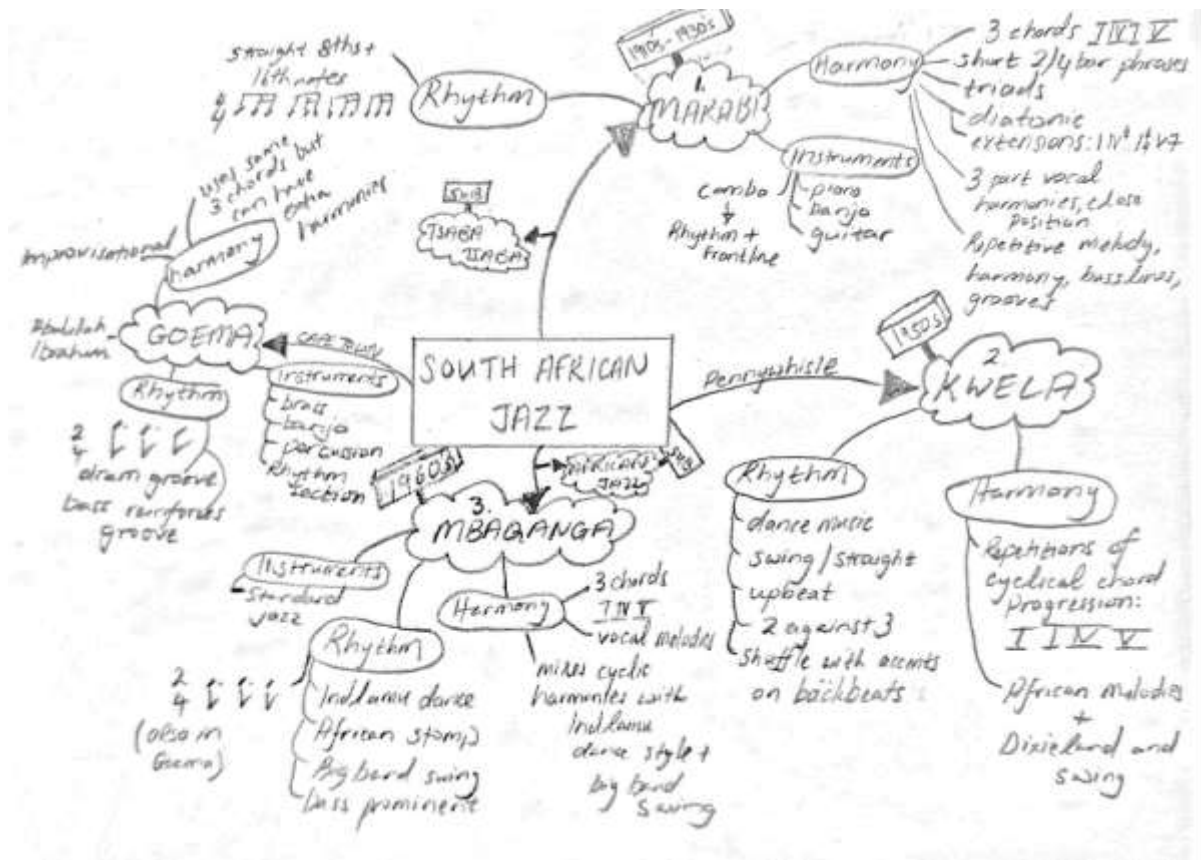 SOUTH AFRICAN
JAZZ
1920's-1930's
1.
MARABI
Rhythm
straight 8ths +
16th notes
Harmony
3 chords I IV I V
short 2/4 bar phrases
triads
diatonic
extensions:
3 part vocal
harmonies, close
position
Repetitive melody,
harmony, basslines,
grooves
Instruments
piano
banjo
guitar
combo
Rhythm +
Frontline
TSABA
TSABA
Pennywhisle
1950's
2.
KWELA
Rhythm
dance music
swing/straight
upbeat
2 against 3
Shuffle with accents
on backbeats
Harmony
Repetitions of
cyclical chord
progression:
I I IV V
African melodies
+
Dixieland and
swing
AFRICAN
JAZZ
1960's
3.
MBAQANGA
Instruments
Standard
jazz
Rhythm
2
4
(also in
Goema)
Indlamu dance
African stomp
Big band swing
bass prominent
Harmony
3 chords
I IV V
vocal melodies
mixes cyclic
harmonies with
Indlamu
dance style +
big band
swing
CAPE TOWN
GOEMA
Abdullah
Ibrahim
harmony
Improvisational
Uses same
3 chords but
can have
extra
harmonies
Rhythm
2
4
drum groove
bass reinforces
groove
Instruments
brass
banjo
percussion
Rhythm
section